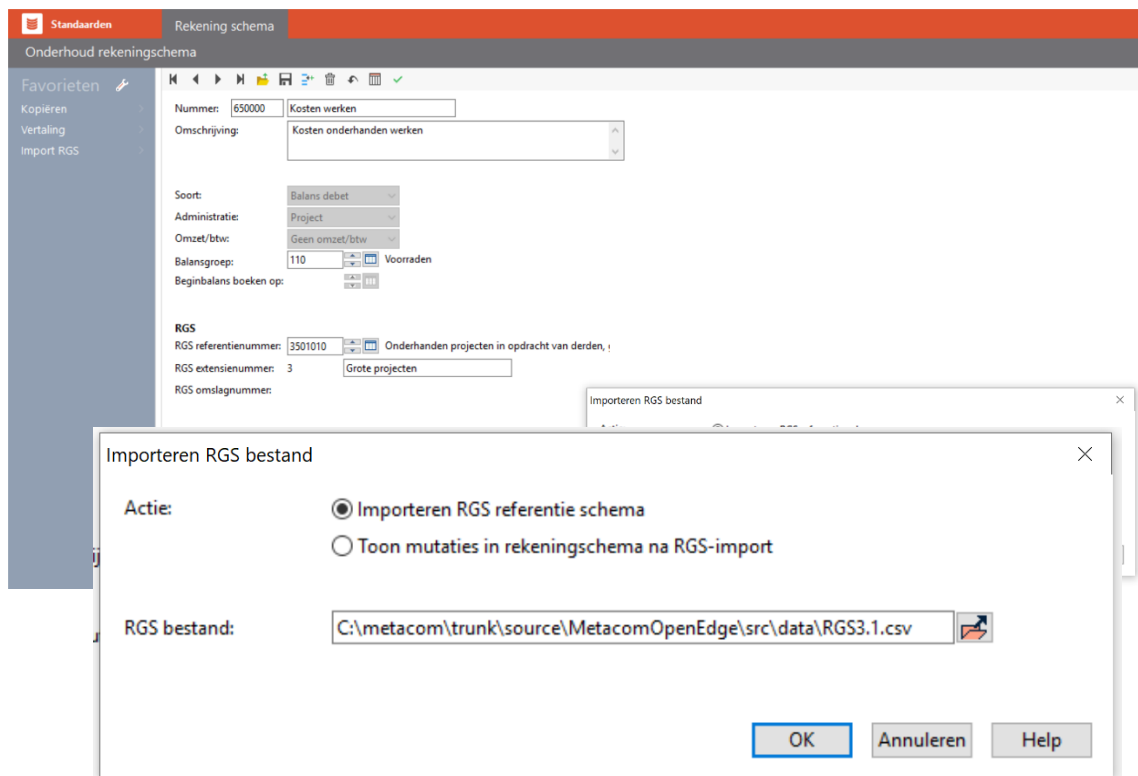 Standaarden
Rekening schema
Onderhoud rekeningschema
Favorieten
Kopiëren
Vertaling
Import RGS
Nummer: 650000 Kosten werken
Omschrijving: Kosten onderhanden werken
Soort: Balans debet
Administratie: Project
Omzet/btw: Geen omzet/btw
Balansgroep: 110 Voorraden
Beginbalans boeken op:
RGS
RGS referentienummer: 3501010 Onderhanden projecten in opdracht van derden,
RGS extensienummer: 3 Grote projecten
RGS omslagnummer:
Importeren RGS bestand
Importeren RGS bestand
Actie: Importeren RGS referentie schema
Toon mutaties in rekeningschema na RGS-import
RGS bestand: C:\metacom\trunk\source\MetacomOpenEdge\src\data\RGS3.1.csv
OK Annuleren Help